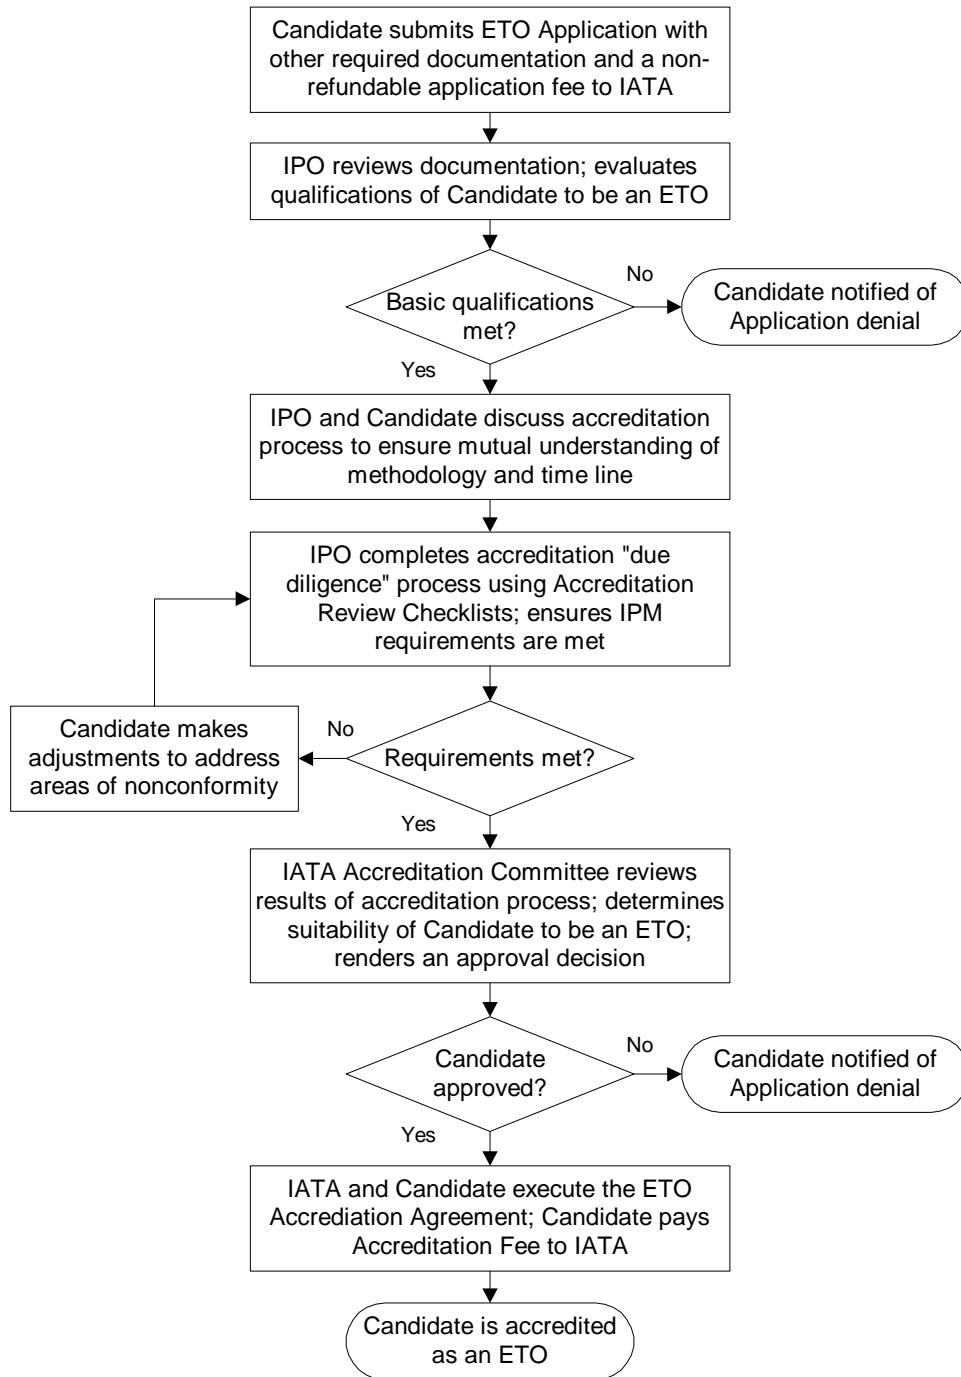 Candidate submits ETO Application with
other required documentation and a non-
refundable application fee to IATA
IPO reviews documentation; evaluates
qualifications of Candidate to be an ETO
Basic qualifications
met?
No
Candidate notified of
Application denial
Yes
IPO and Candidate discuss accreditation
process to ensure mutual understanding of
methodology and time line
IPO completes accreditation "due
diligence" process using Accreditation
Review Checklists; ensures IPM
requirements are met
Candidate makes
adjustments to address
areas of nonconformity
No
Requirements met?
Yes
IATA Accreditation Committee reviews
results of accreditation process; determines
suitability of Candidate to be an ETO;
renders an approval decision
Candidate
approved?
No
Candidate notified of
Application denial
Yes
IATA and Candidate execute the ETO
Accrediation Agreement; Candidate pays
Accreditation Fee to IATA
Candidate is accredited
as an ETO